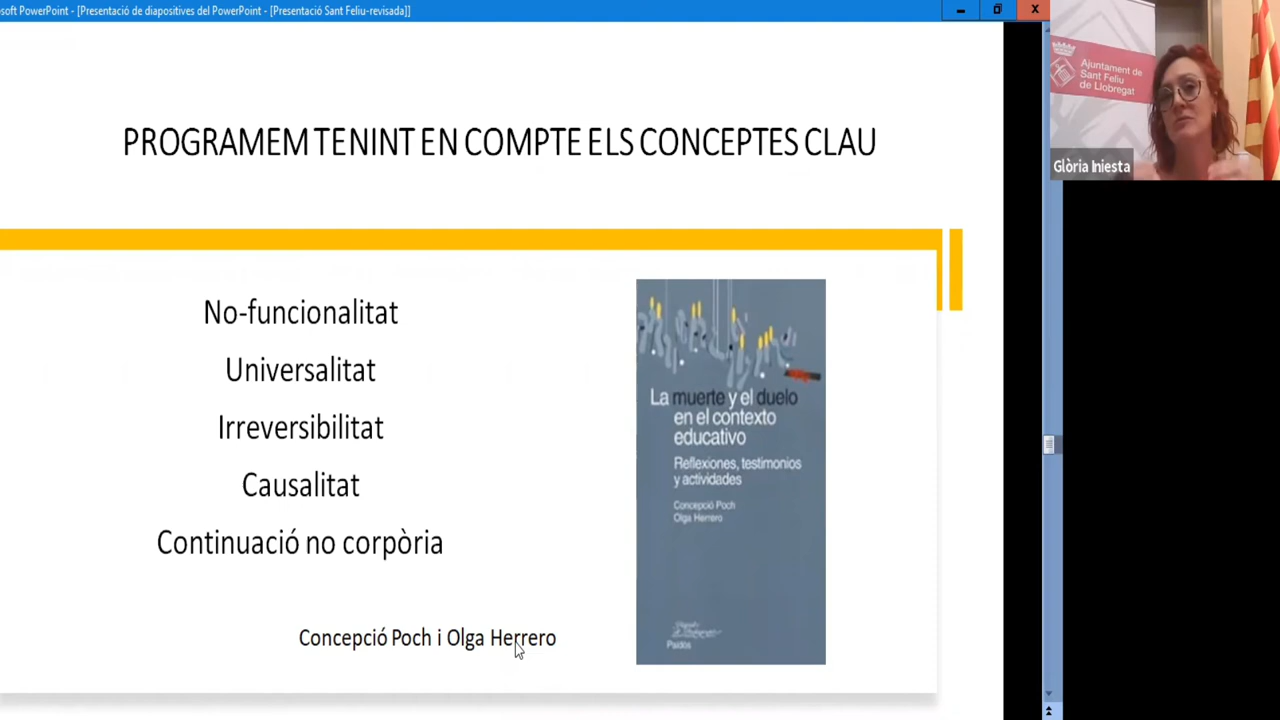 soft PowerPoint - [Presentació de diapositives del PowerPoint - [Presentació Sant Feliu-revisada]]
Ajuntament de
Sant Feliu
de Llobregat
Glòria Iniesta
PROGRAMEM TENINT EN COMPTE ELS CONCEPTES CLAU
No-funcionalitat
Universalitat
Irreversibilitat
Causalitat
Continuació no corpòria
Concepció Poch i Olga Herrero
La muerte y el duelo
en el contexto
educativo
Reflexiones, testimonios
y actividades
Concepció Poch
Olga Herrero
Paidós